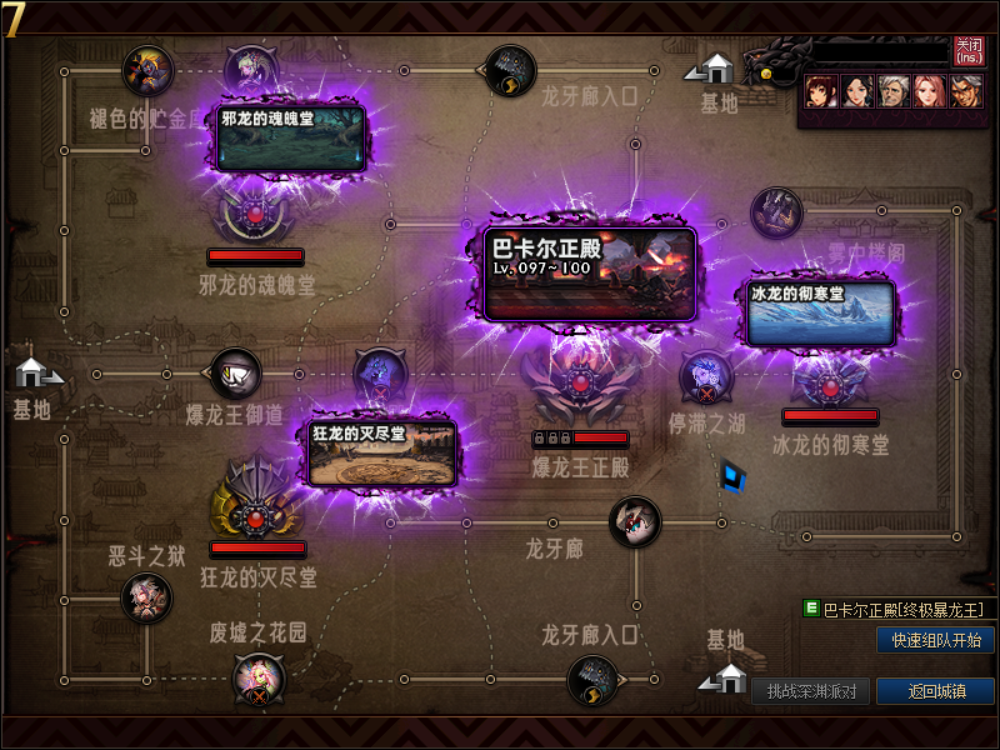 7
关闭
[Ins.]
龙牙廊入口
基地
褪色的贮金库
邪龙的魂魄堂
巴卡尔正殿
Lv. 097~100
雾中楼阁
邪龙的魂魄堂
冰龙的彻寒堂
基地
爆龙王御道
停滞之湖
狂龙的灭尽堂
爆龙王正殿
冰龙的彻寒堂
龙牙廊
恶斗之狱
狂龙的灭尽堂
E 巴卡尔正殿[终极暴龙王]
废墟之花园
龙牙廊入口
基地
快速组队开始
挑战深渊派对
返回城镇